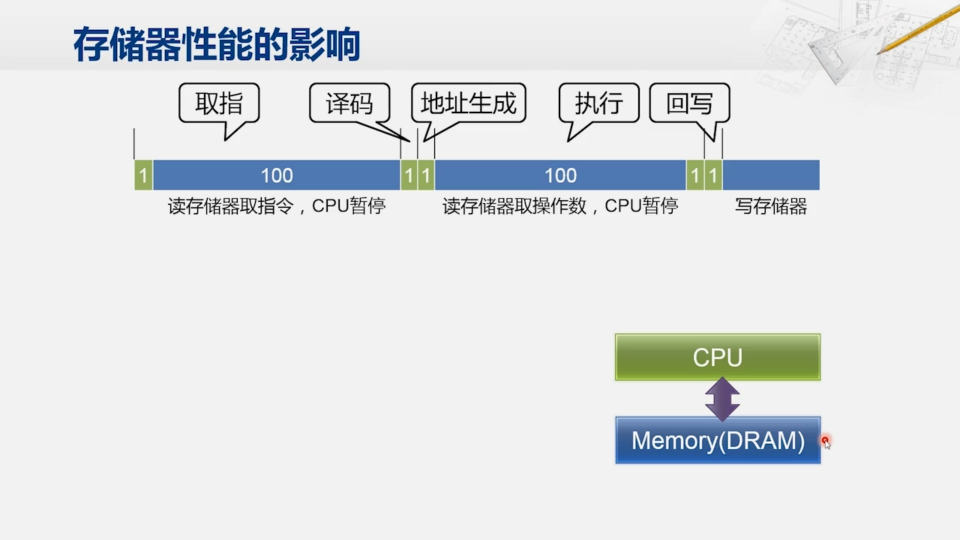 存储器性能的影响
取指 译码 地址生成 执行 回写
1 100 1 1 100 1 1
读存储器取指令，CPU暂停 读存储器取操作数，CPU暂停 写存储器
CPU
Memory(DRAM)